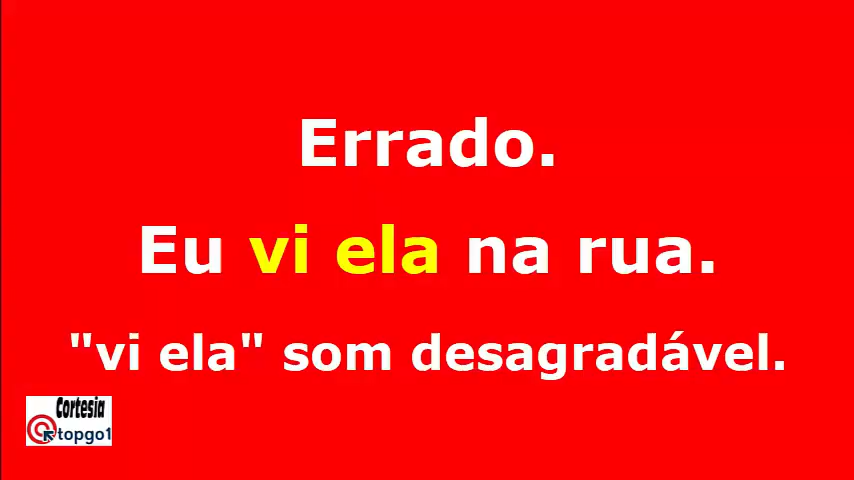 Errado.
Eu vi ela na rua.
"vi ela" som desagradável.
Cortesia
topgo1